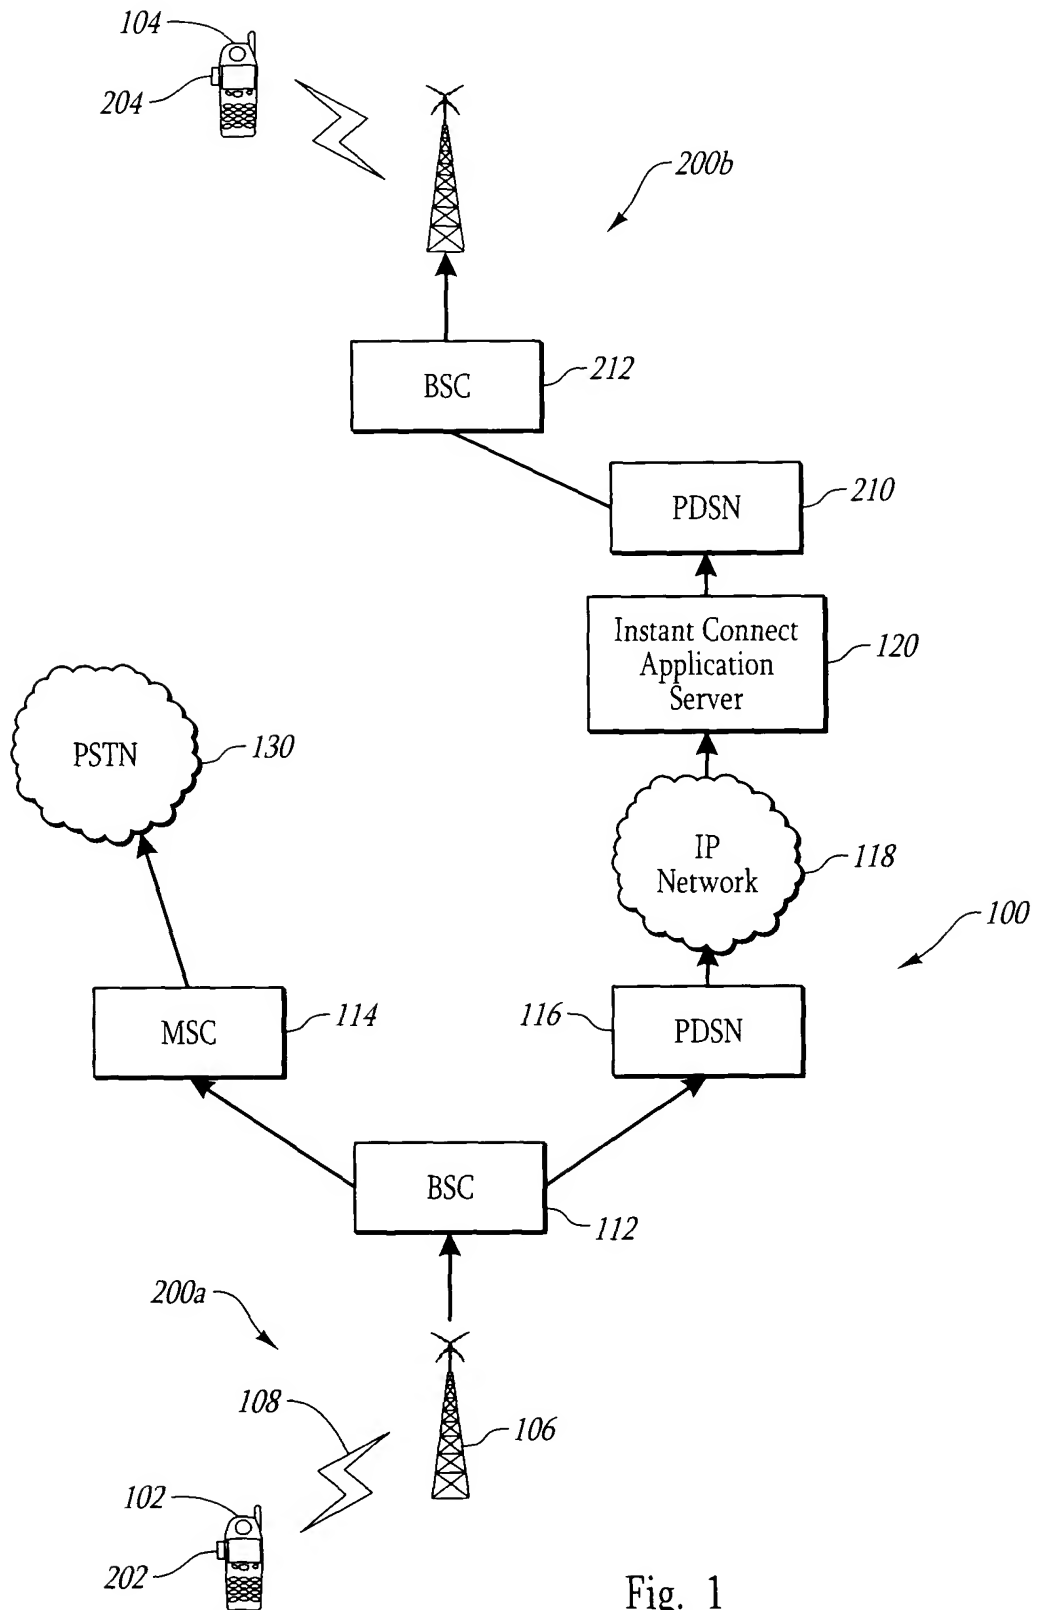 104
204
200b
BSC
212
PDSN
210
Instant Connect
Application
Server
120
PSTN
130
IP
Network
118
100
MSC
114
116
PDSN
BSC
112
200a
108
106
102
202
Fig. 1